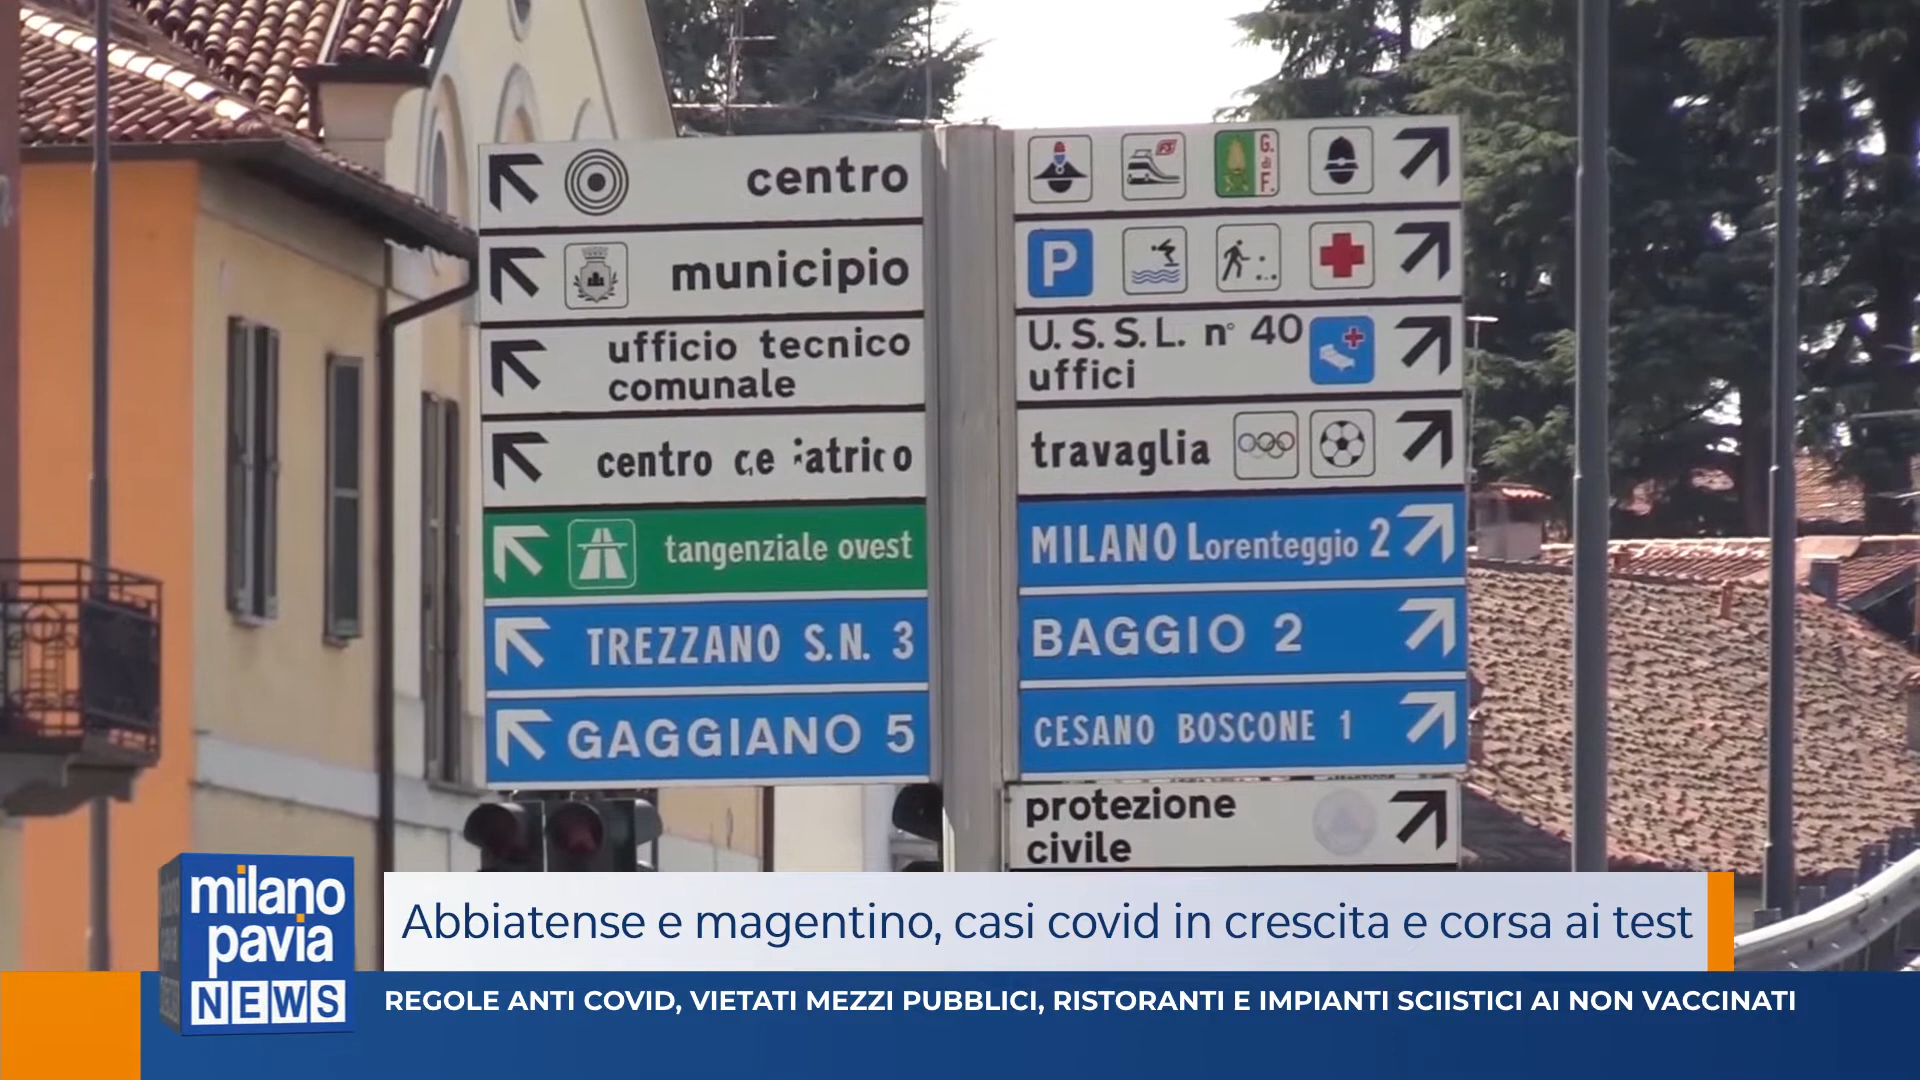 centro
municipio
ufficio tecnico
comunale
centro
tangenziale ovest
TREZZANO S.N. 3
GAGGIANO 5
FS
G.
di
F.
P
U.S.S.L. n° 40
uffici
travaglia
MILANO Lorenteggio 2
BAGGIO 2
CESANO BOSCONE 1
protezione
civile
milano
pavia
NEWS
Abbiatense e magentino, casi covid in crescita e corsa ai test
REGOLE ANTI COVID, VIETATI MEZZI PUBBLICI, RISTORANTI E IMPIANTI SCIISTICI AI NON VACCINATI